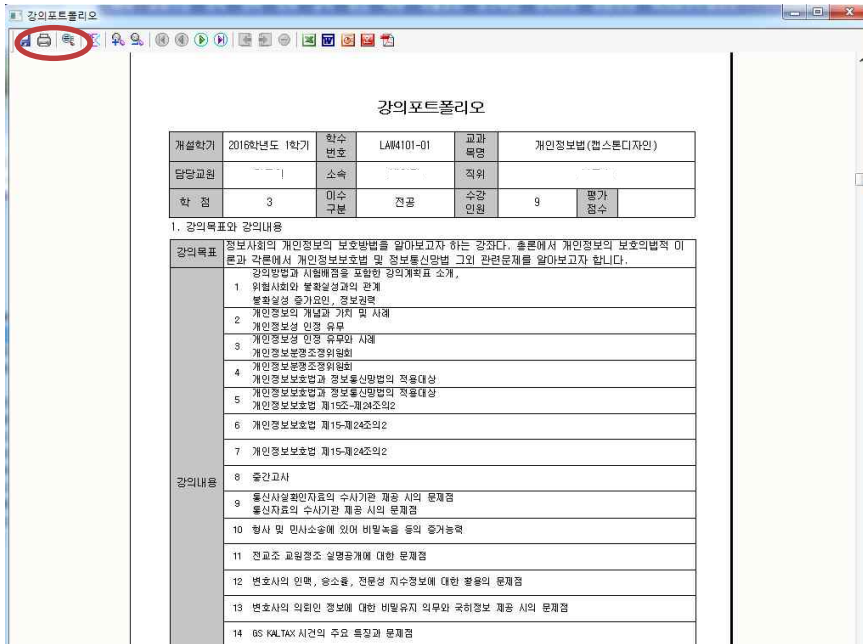 강의포트폴리오
강의포트폴리오
개설학기 2016학년도 1학기 학수번호 LAW4101-01 교과목명 개인정보법(캡스톤디자인)
담당교원 소속 직위
학 점 3 이수구분 전공 수강인원 9 평가점수
1. 강의목표와 강의내용
강의목표 정보사회의 개인정보의 보호방법을 알아보고자 하는 강좌다. 총론에서 개인정보의 보호의법적 이
론과 각론에서 개인정보보호법 및 정보통신망법 그외 관련문제를 알아보고자 합니다.
강의내용
1 강의방법과 시험배점을 포함한 강의계획표 소개,
위험사회와 불확실성과의 관계
불확실성 증가요인, 정보권력
2 개인정보의 개념과 가치 및 사례
개인정보성 인정 유무
3 개인정보성 인정 유무와 사례
개인정보분쟁조정위원회
4 개인정보분쟁조정위원회
개인정보보호법과 정보통신망법의 적용대상
5 개인정보보호법과 정보통신망법의 적용대상
개인정보보호법 제15조-제24조의2
6 개인정보보호법 제15-제24조의2
7 개인정보보호법 제15-제24조의2
8 중간고사
9 통신사실확인자료의 수사기관 제공 시의 문제점
통신자료의 수사기관 제공 시의 문제점
10 형사 및 민사소송에 있어 비밀녹음 등의 증거능력
11 전교조 교원정조 실명공개에 대한 문제점
12 변호사의 인맥, 승소율, 전문성 지수정보에 대한 활용의 문제점
13 변호사의 의뢰인 정보에 대한 비밀유지 의무와 국히정보 제공 시의 문제점
14 GS KALTAX 사건의 주요 특징과 문제점